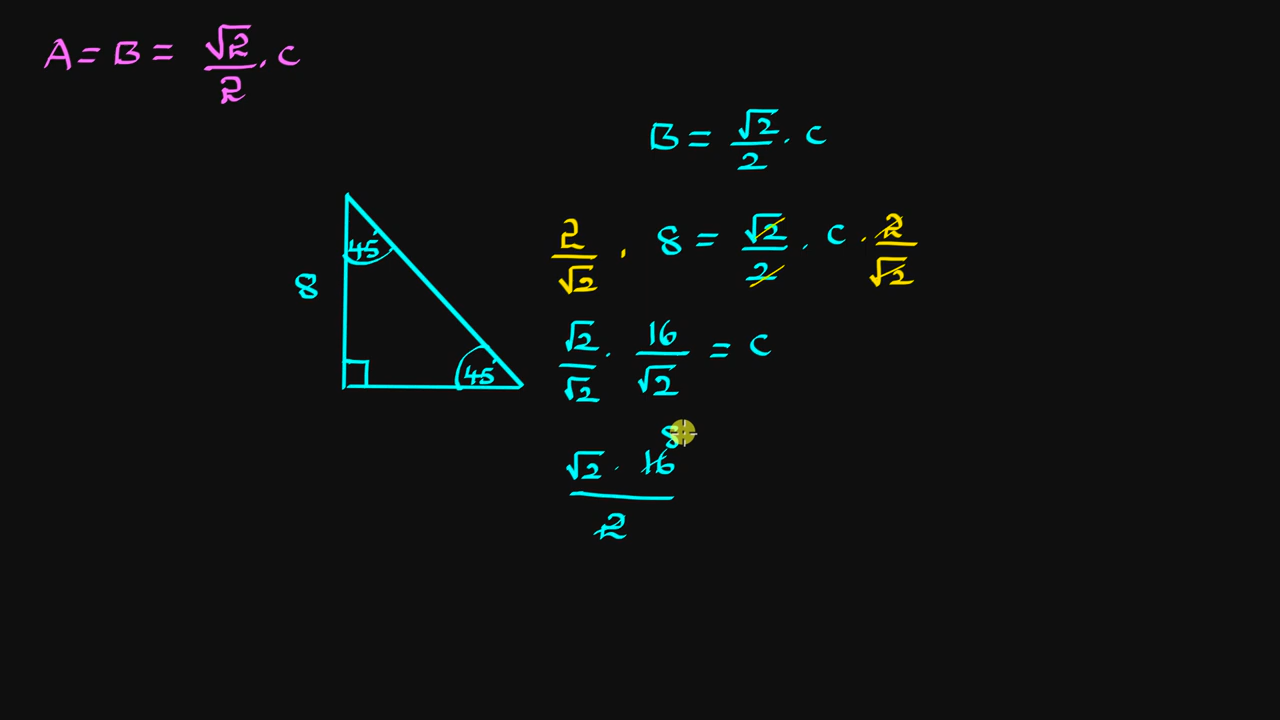 A = B = √2/2 . C
B = √2/2 . C
2/√2 . 8 = √2/2 . C . 2/√2
45
8
√2/√2 . 16/√2 = C
45
8
√2 . 16
2